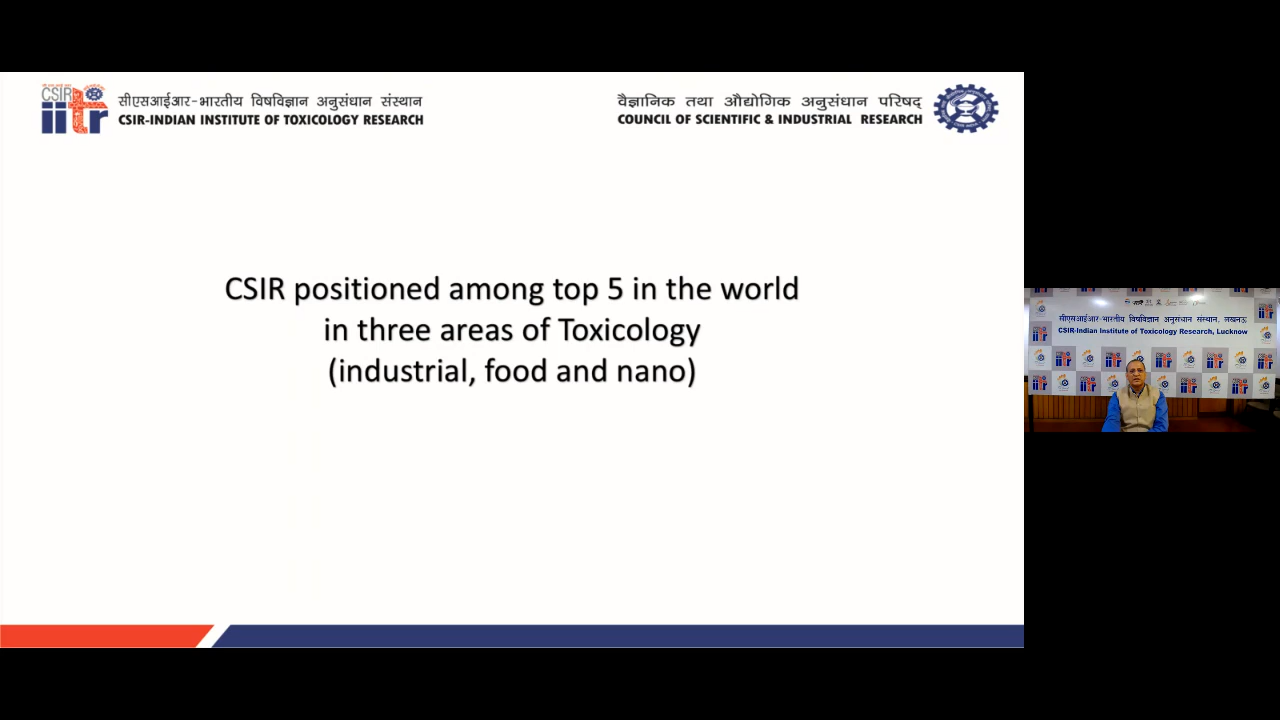 सीएसआईआर-भारतीय विषविज्ञान अनुसंधान संस्थान
CSIR-INDIAN INSTITUTE OF TOXICOLOGY RESEARCH
वैज्ञानिक तथा औद्योगिक अनुसंधान परिषद्
COUNCIL OF SCIENTIFIC & INDUSTRIAL RESEARCH
CSIR
iitr
CSIR positioned among top 5 in the world
in three areas of Toxicology
(industrial, food and nano)
सीएसआईआर-भारतीय विषविज्ञान अनुसंधान संस्थान, लखनऊ
CSIR-Indian Institute of Toxicology Research, Lucknow